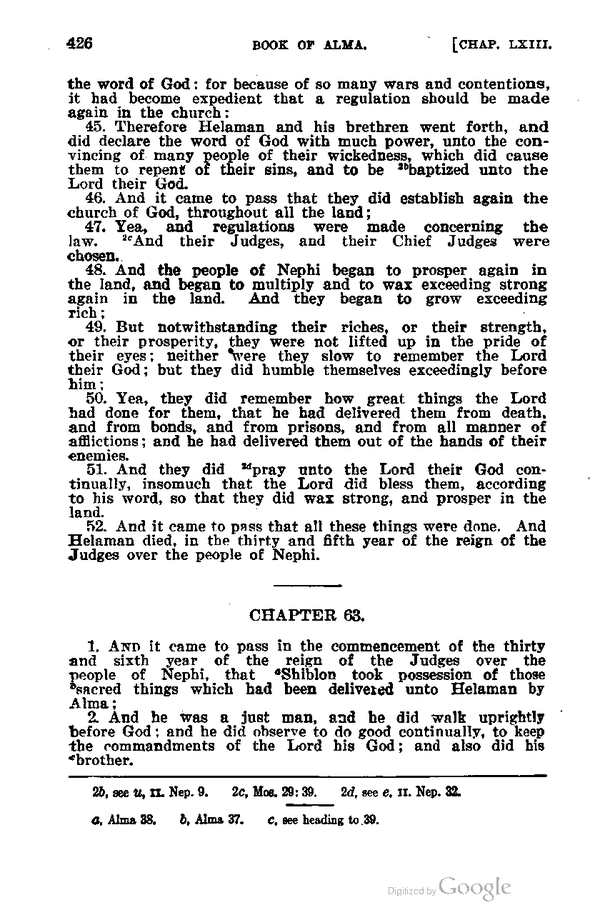 426 BOOK OF ALMA. [CHAP. LXIII.
the word of God: for because of so many wars and contentions,
it had become expedient that a regulation should be made
again in the church:
45. Therefore Helaman and his brethren went forth, and
did declare the word of God with much power, unto the con-
vincing of many people of their wickedness, which did cause
them to repent of their sins, and to be 2bbaptized unto the
Lord their God.
46. And it came to pass that they did establish again the
church of God, throughout all the land;
47. Yea, and regulations were made concerning the
law. 2cAnd their Judges, and their Chief Judges were
chosen.
48. And the people of Nephi began to prosper again in
the land, and began to multiply and to wax exceeding strong
again in the land. And they began to grow exceeding
rich;
49. But notwithstanding their riches, or their strength,
or their prosperity, they were not lifted up in the pride of
their eyes; neither were they slow to remember the Lord
their God; but they did humble themselves exceedingly before
him;
50. Yea, they did remember how great things the Lord
had done for them, that he had delivered them from death,
and from bonds, and from prisons, and from all manner of
afflictions; and he had delivered them out of the hands of their
enemies.
51. And they did 2dpray unto the Lord their God con-
tinually, insomuch that the Lord did bless them, according
to his word, so that they did wax strong, and prosper in the
land.
52. And it came to pass that all these things were done. And
Helaman died, in the thirty and fifth year of the reign of the
Judges over the people of Nephi.
CHAPTER 63.
1. AND it came to pass in the commencement of the thirty
and sixth year of the reign of the Judges over the
people of Nephi, that aShiblon took possession of those
bsacred things which had been delivered unto Helaman by
Alma;
2. And he was a just man, and he did walk uprightly
before God; and he did observe to do good continually, to keep
the commandments of the Lord his God; and also did his
cbrother.
2b, see u, II. Nep. 9. 2c, Mos. 29: 39. 2d, see e, II. Nep. 32.
a, Alma 38. b, Alma 37. c, see heading to 39.
Digitized by Google